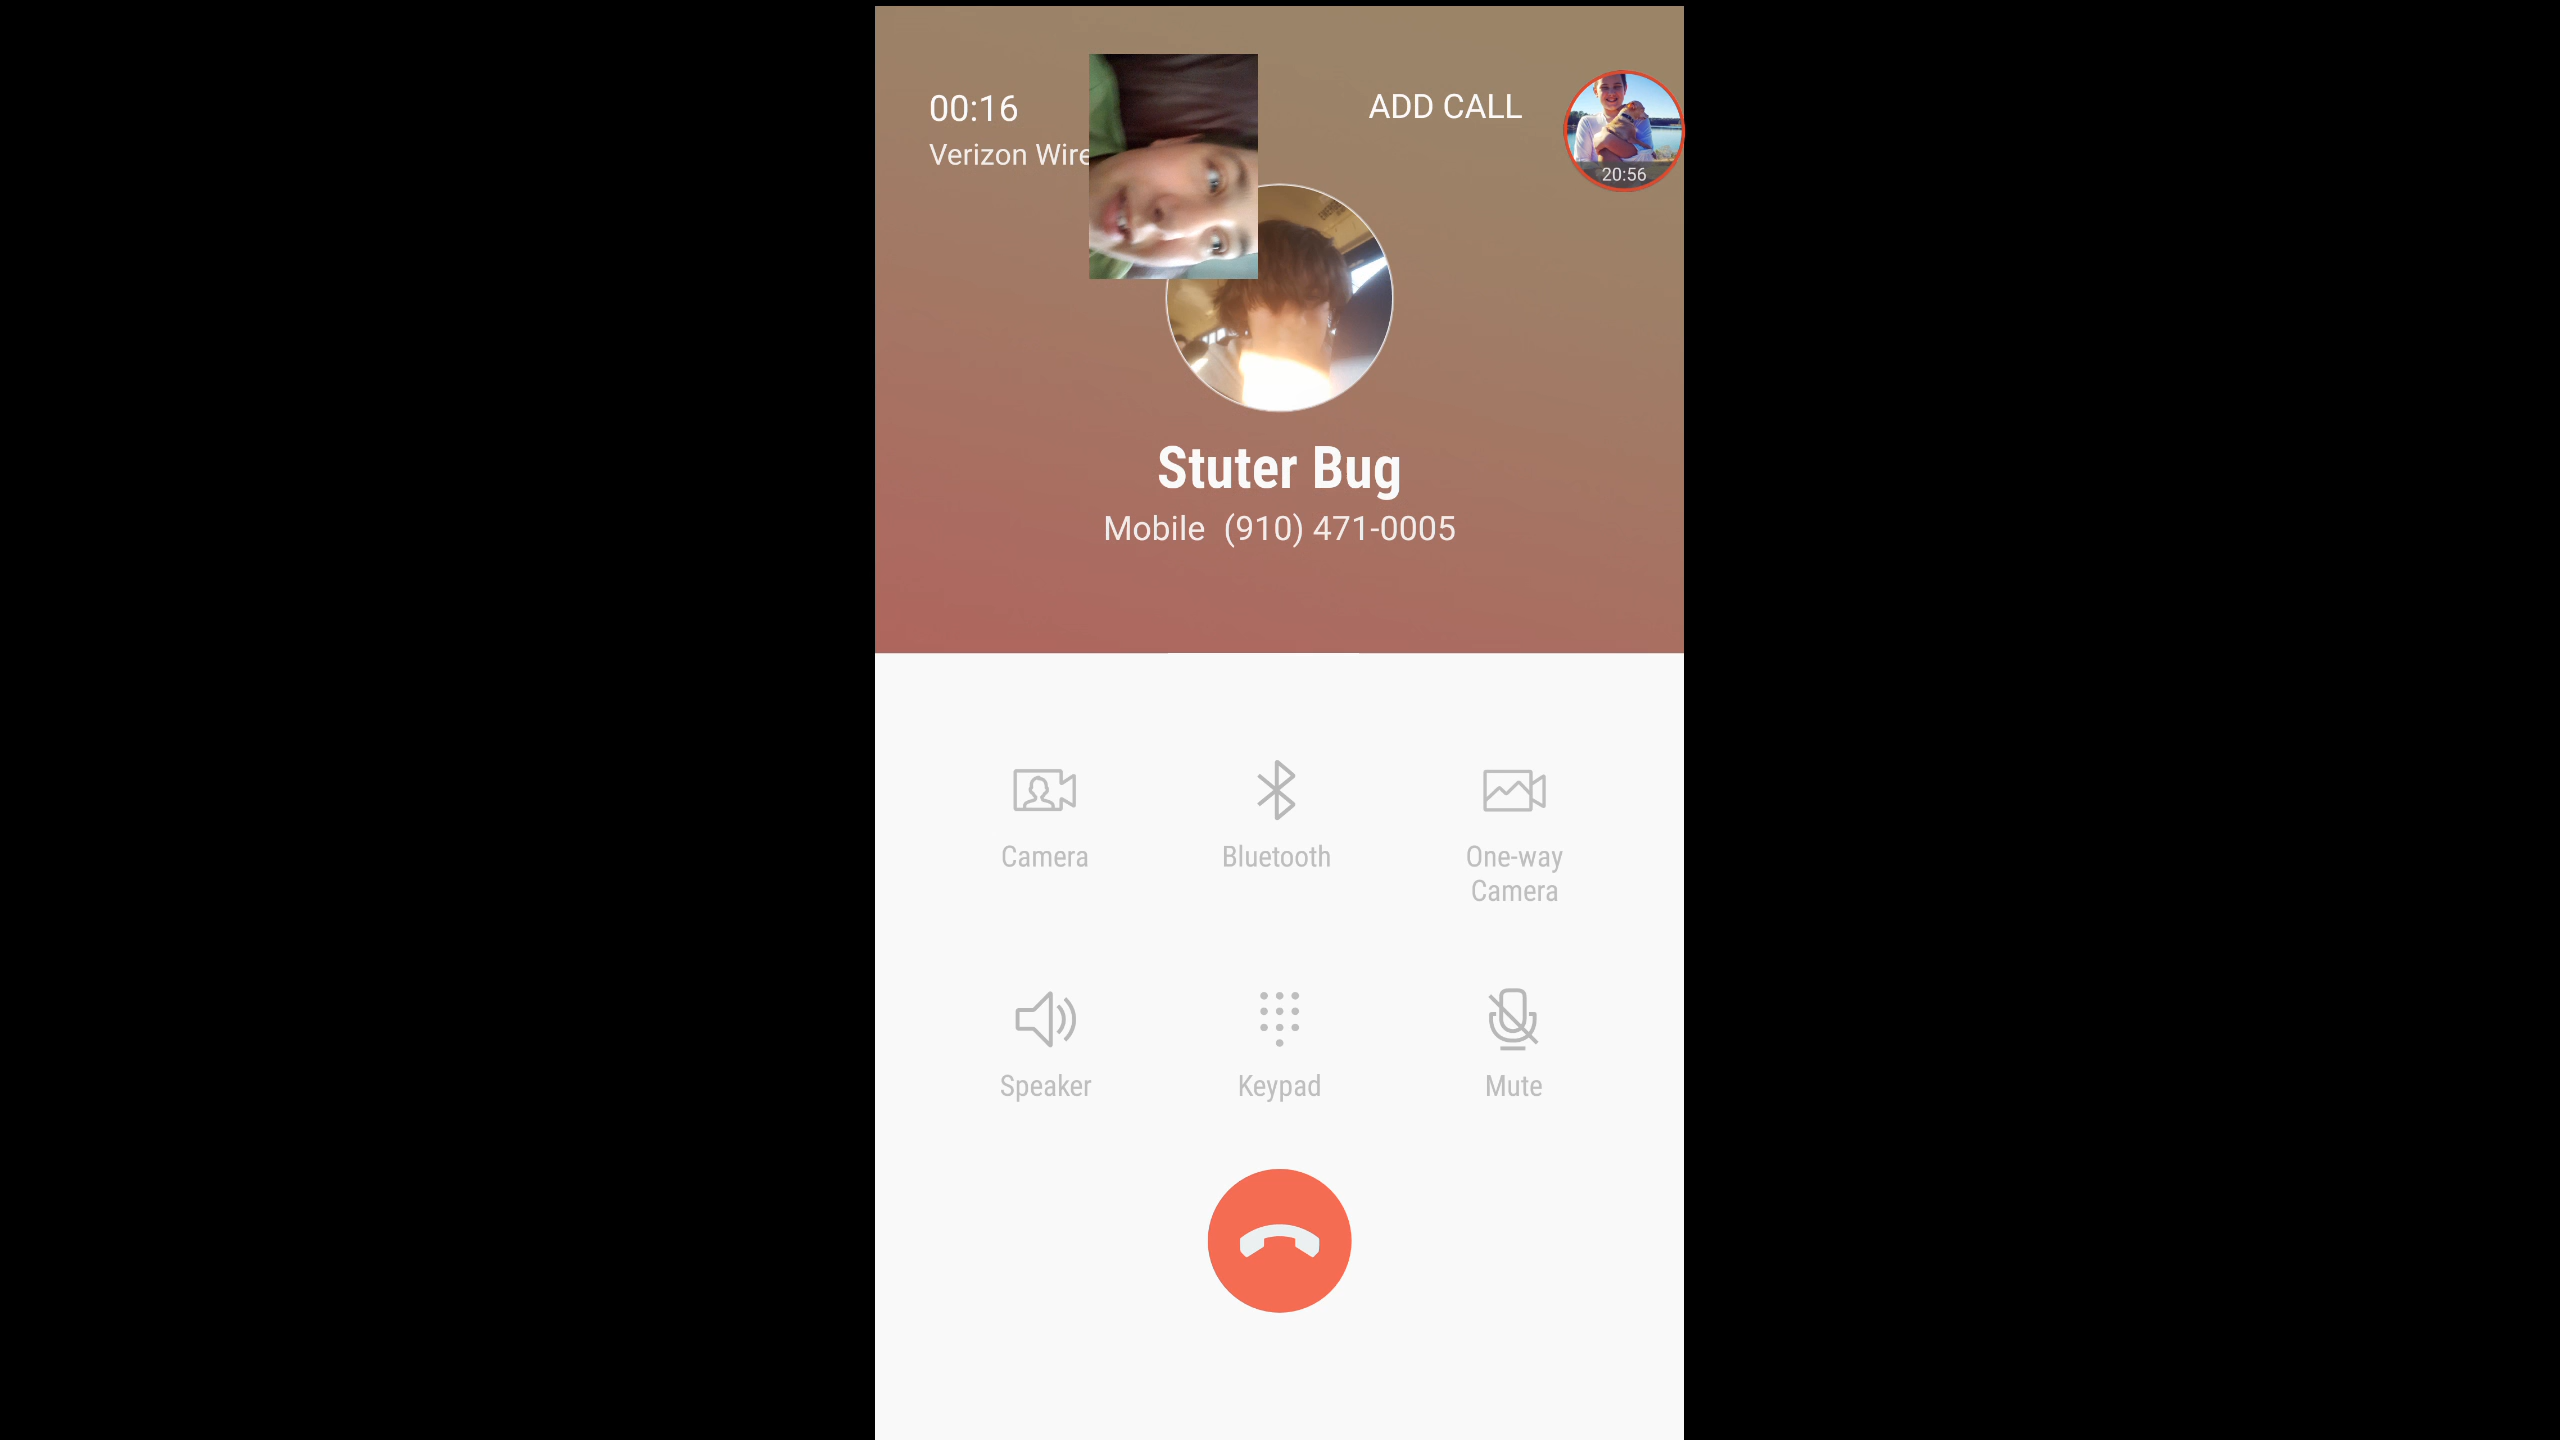 00:16
Verizon Wire
ADD CALL
20:56
Stuter Bug
Mobile (910) 471-0005
Camera
Bluetooth
One-way
Camera
Speaker
Keypad
Mute